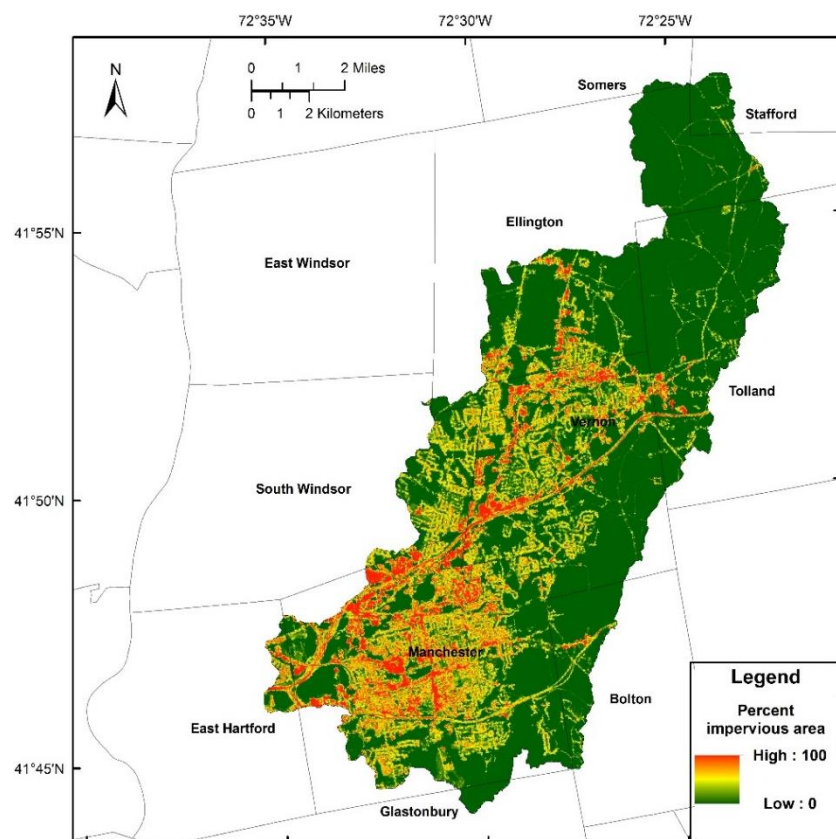 72°35'W
72°30'W
72°25'W
N
0 1 2 Miles
0 1 2 Kilometers
Somers
Stafford
Ellington
41°55'N
East Windsor
Tolland
Vernon
South Windsor
41°50'N
Manchester
Bolton
East Hartford
41°45'N
Glastonbury
Legend
Percent
impervious area
High : 100
Low : 0